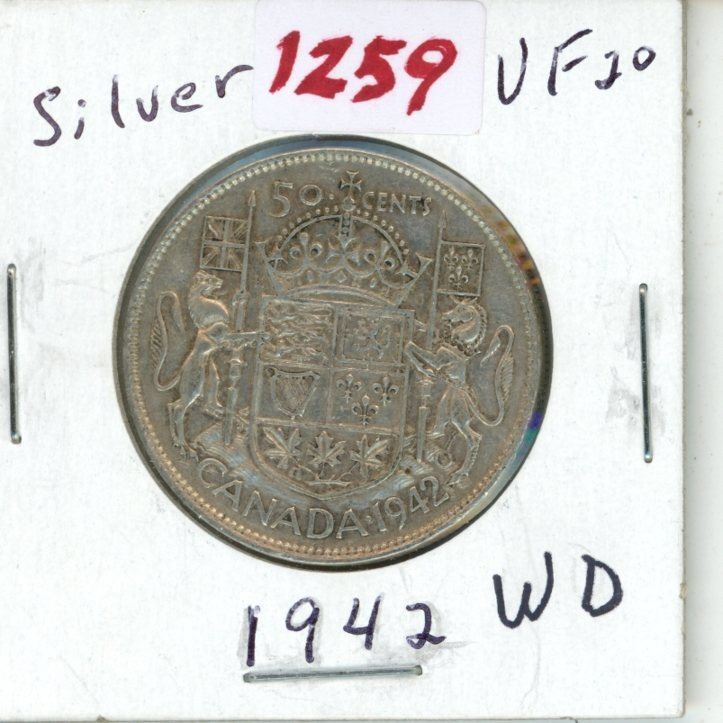 Silver 1259 VF20
50 CENTS
CANADA·1942
1942 WD